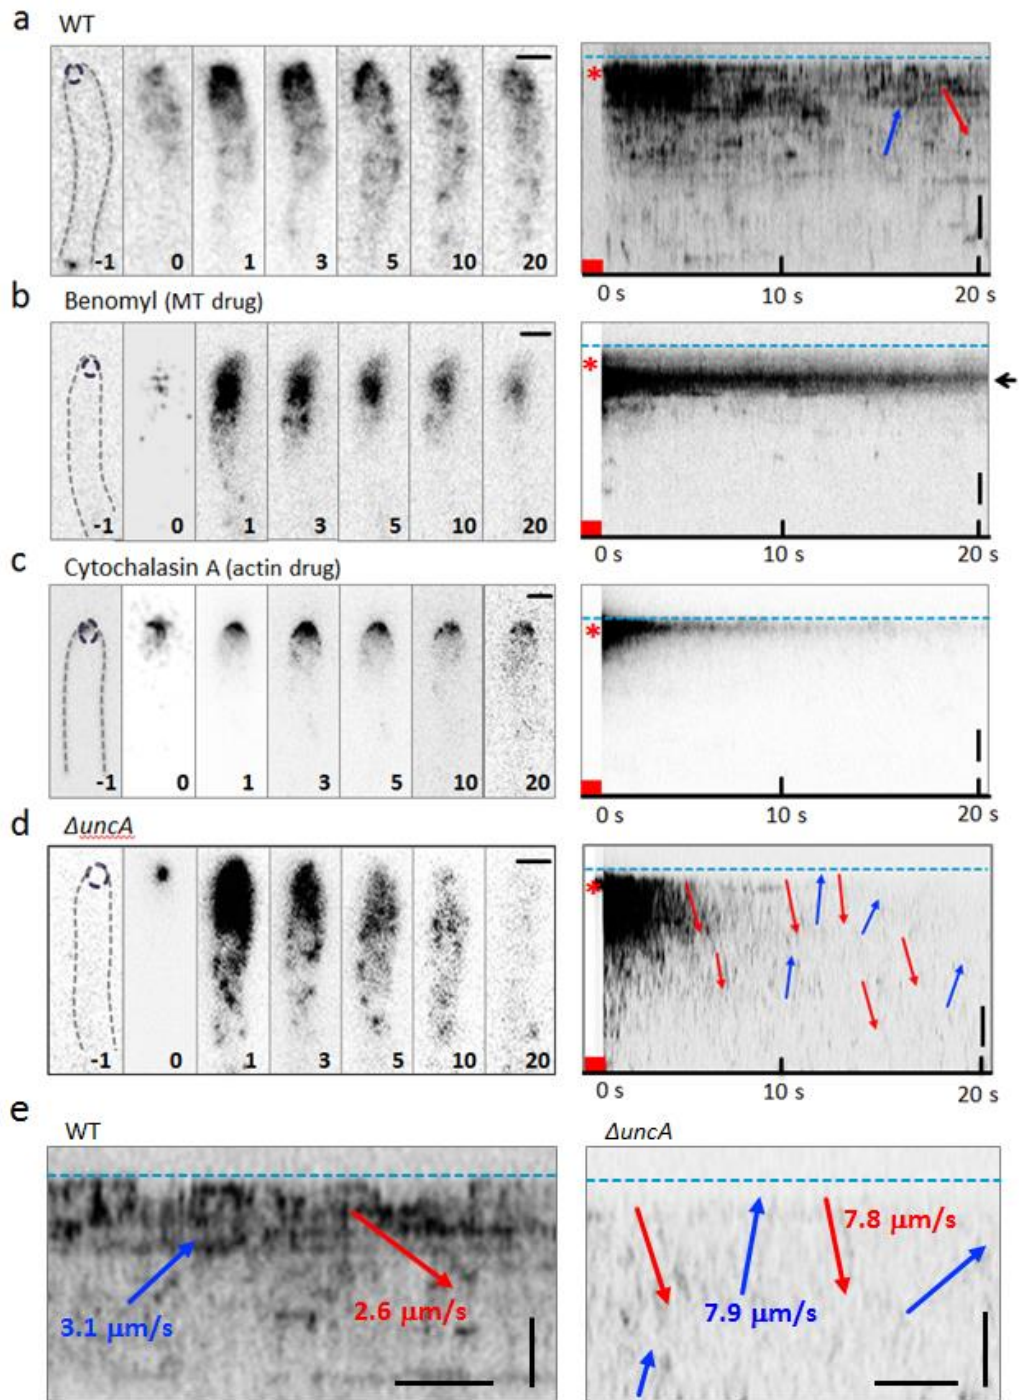 a WT
-1 0 1 3 5 10 20
*
0 s 10 s 20 s
b Benomyl (MT drug)
-1 0 1 3 5 10 20
*
0 s 10 s 20 s
c Cytochalasin A (actin drug)
-1 0 1 3 5 10 20
*
0 s 10 s 20 s
d ΔuncA
-1 0 1 3 5 10 20
*
0 s 10 s 20 s
e WT ΔuncA
3.1 µm/s 2.6 µm/s
7.9 µm/s 7.8 µm/s